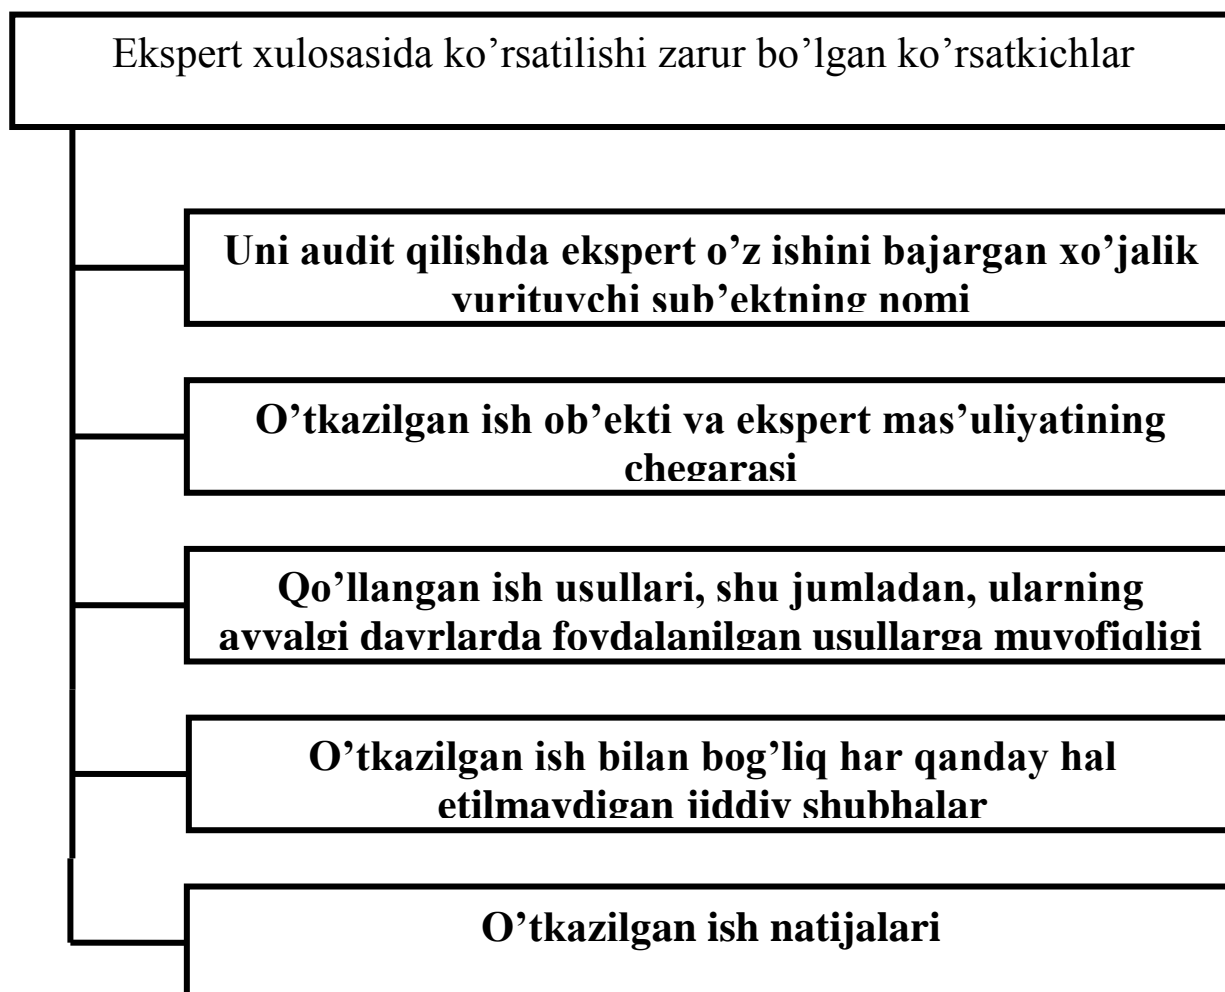 Ekspert xulosasida ko’rsatilishi zarur bo’lgan ko’rsatkichlar
Uni audit qilishda ekspert o’z ishini bajargan xo’jalik
yurituvchi sub’ektning nomi
O’tkazilgan ish ob’ekti va ekspert mas’uliyatining
chegarasi
Qo’llangan ish usullari, shu jumladan, ularning
avvalgi davrlarda foydalanilgan usullarga muvofiqligi
O’tkazilgan ish bilan bog’liq har qanday hal
etilmaydigan jiddiy shubhalar
O’tkazilgan ish natijalari